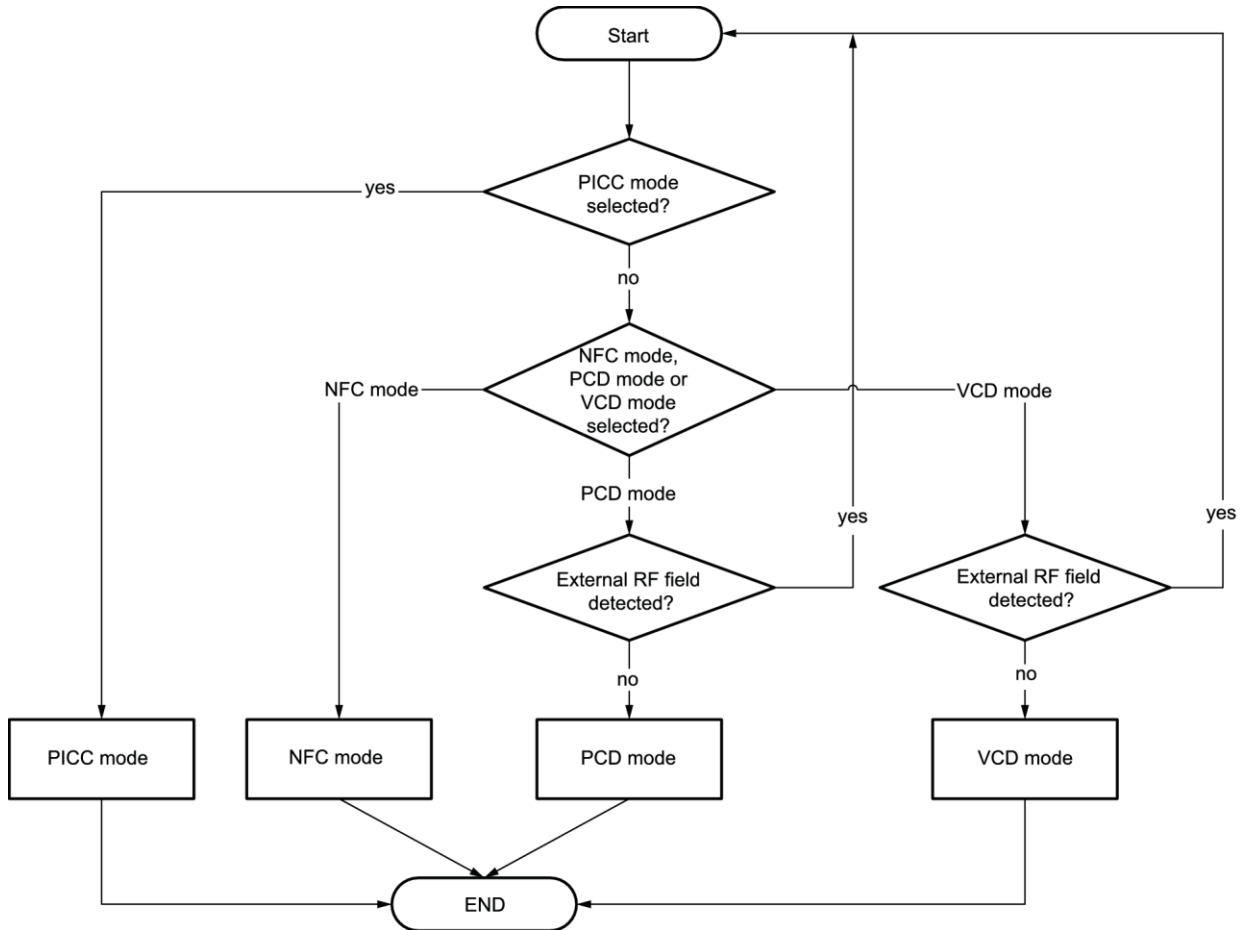 Start
PICC mode
selected?
yes
no
NFC mode,
PCD mode or
VCD mode
selected?
NFC mode
VCD mode
PCD mode
yes
yes
External RF field
detected?
External RF field
detected?
no
no
PICC mode
NFC mode
PCD mode
VCD mode
END